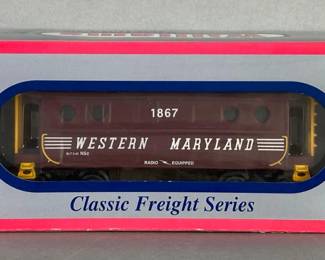 1867
WESTERN MARYLAND
RADIO EQUIPPED
Classic Freight Series